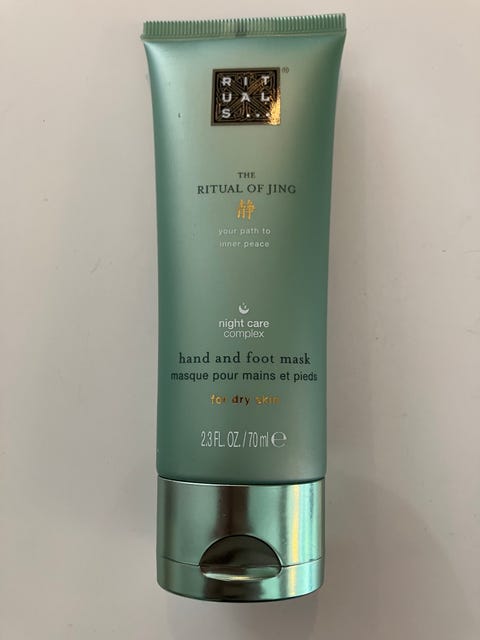 RIT
UAL
S...
®
THE
RITUAL OF JING
静
your path to
inner peace
night care
complex
hand and foot mask
masque pour mains et pieds
for dry skin
2.3 FL. OZ. / 70 ml ℮